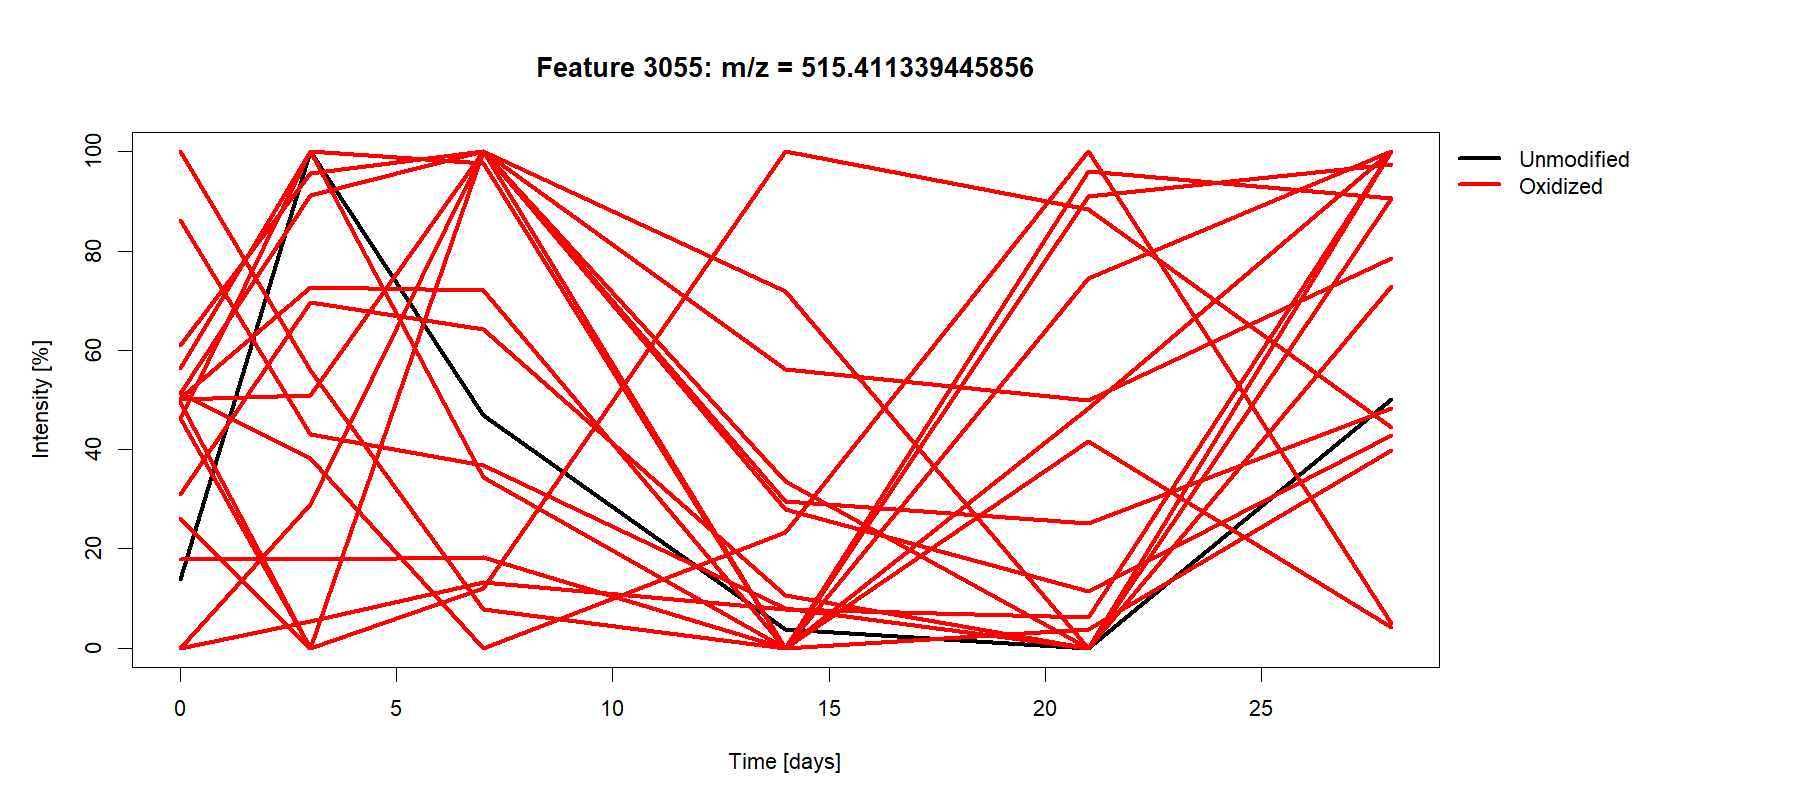 Feature 3055: m/z = 515.411339445856
Unmodified
Oxidized
Intensity [%]
100
80
60
40
20
0
0 5 10 15 20 25
Time [days]